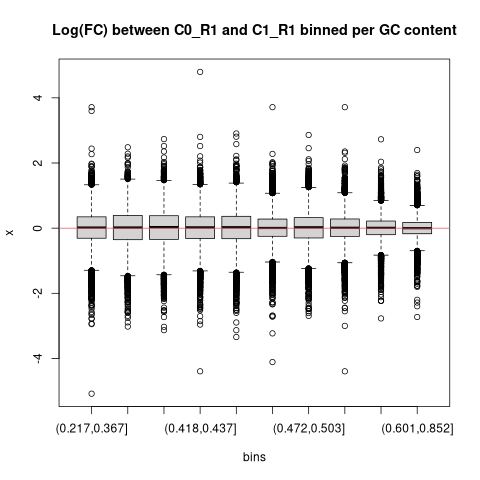 Log(FC) between C0_R1 and C1_R1 binned per GC content
4
2
0
-2
-4
x
(0.217,0.367] (0.418,0.437] (0.472,0.503] (0.601,0.852]
bins